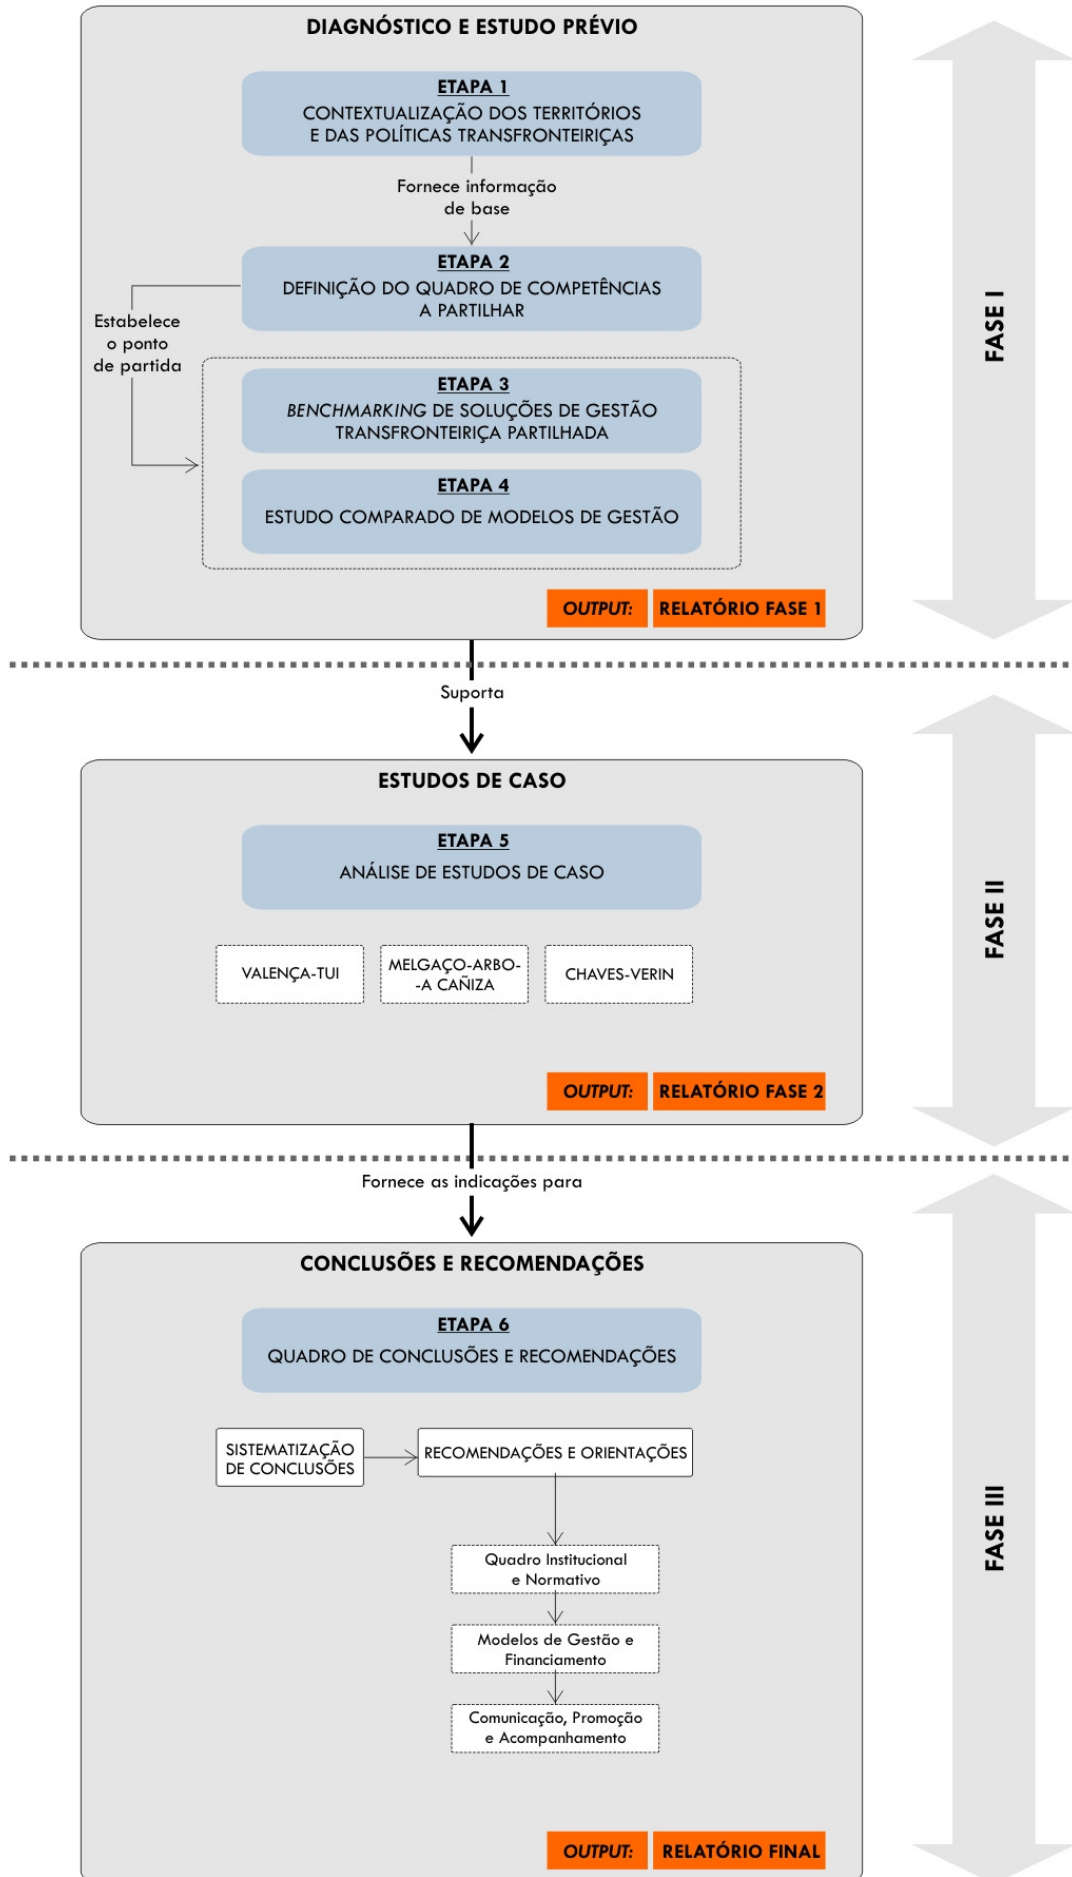 DIAGNÓSTICO E ESTUDO PRÉVIO
ETAPA 1
CONTEXTUALIZAÇÃO DOS TERRITÓRIOS
E DAS POLÍTICAS TRANSFRONTEIRIÇAS
Fornece informação
de base
ETAPA 2
DEFINIÇÃO DO QUADRO DE COMPETÊNCIAS
A PARTILHAR
Estabelece
o ponto
de partida
ETAPA 3
BENCHMARKING DE SOLUÇÕES DE GESTÃO
TRANSFRONTEIRIÇA PARTILHADA
ETAPA 4
ESTUDO COMPARADO DE MODELOS DE GESTÃO
OUTPUT: RELATÓRIO FASE 1
FASE I
Suporta
ESTUDOS DE CASO
ETAPA 5
ANÁLISE DE ESTUDOS DE CASO
VALENÇA-TUI
MELGAÇO-ARBO-
-A CAÑIZA
CHAVES-VERIN
OUTPUT: RELATÓRIO FASE 2
FASE II
Fornece as indicações para
CONCLUSÕES E RECOMENDAÇÕES
ETAPA 6
QUADRO DE CONCLUSÕES E RECOMENDAÇÕES
SISTEMATIZAÇÃO
DE CONCLUSÕES
RECOMENDAÇÕES E ORIENTAÇÕES
Quadro Institucional
e Normativo
Modelos de Gestão e
Financiamento
Comunicação, Promoção
e Acompanhamento
OUTPUT: RELATÓRIO FINAL
FASE III